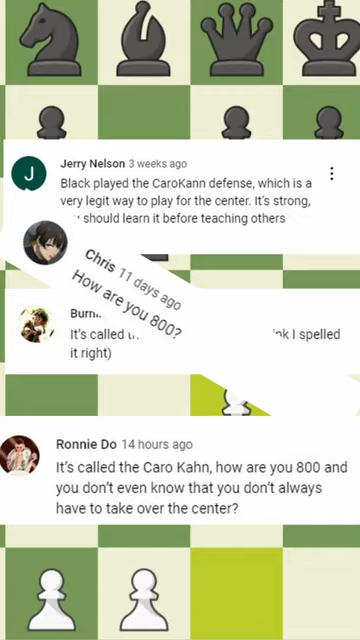 J
Jerry Nelson 3 weeks ago
Black played the CaroKann defense, which is a
very legit way to play for the center. It's strong,
should learn it before teaching others
Chris 11 days ago
How are you 800?
It's called I spelled
it right)
Ronnie Do 14 hours ago
It's called the Caro Kahn, how are you 800 and
you don't even know that you don't always
have to take over the center?